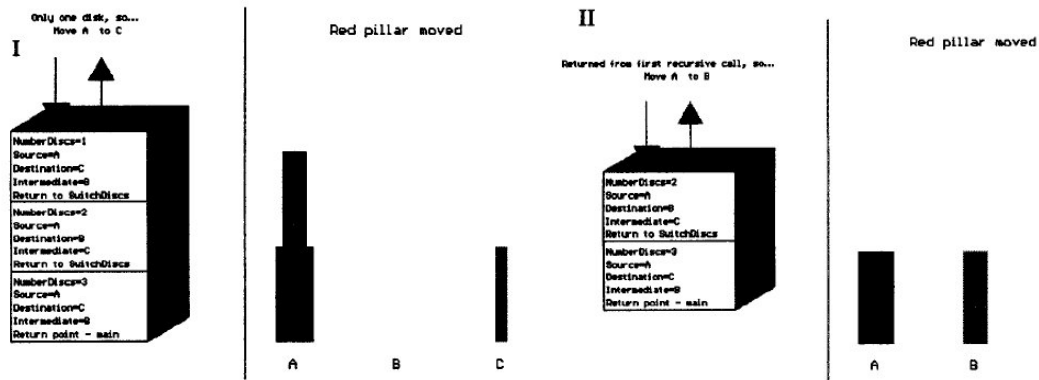 Only one disk, so...
Move A to C
I
Red pillar moved
NumberDiscs=1
Source=A
Destination=C
Intermediate=B
Return to SwitchDiscs
NumberDiscs=2
Source=A
Destination=B
Intermediate=C
Return to SwitchDiscs
NumberDiscs=3
Source=A
Destination=C
Intermediate=B
Return point - main
A B C
II
Returned from first recursive call, so...
Move A to B
Red pillar moved
NumberDiscs=2
Source=A
Destination=B
Intermediate=C
Return to SwitchDiscs
NumberDiscs=3
Source=A
Destination=C
Intermediate=B
Return point - main
A B